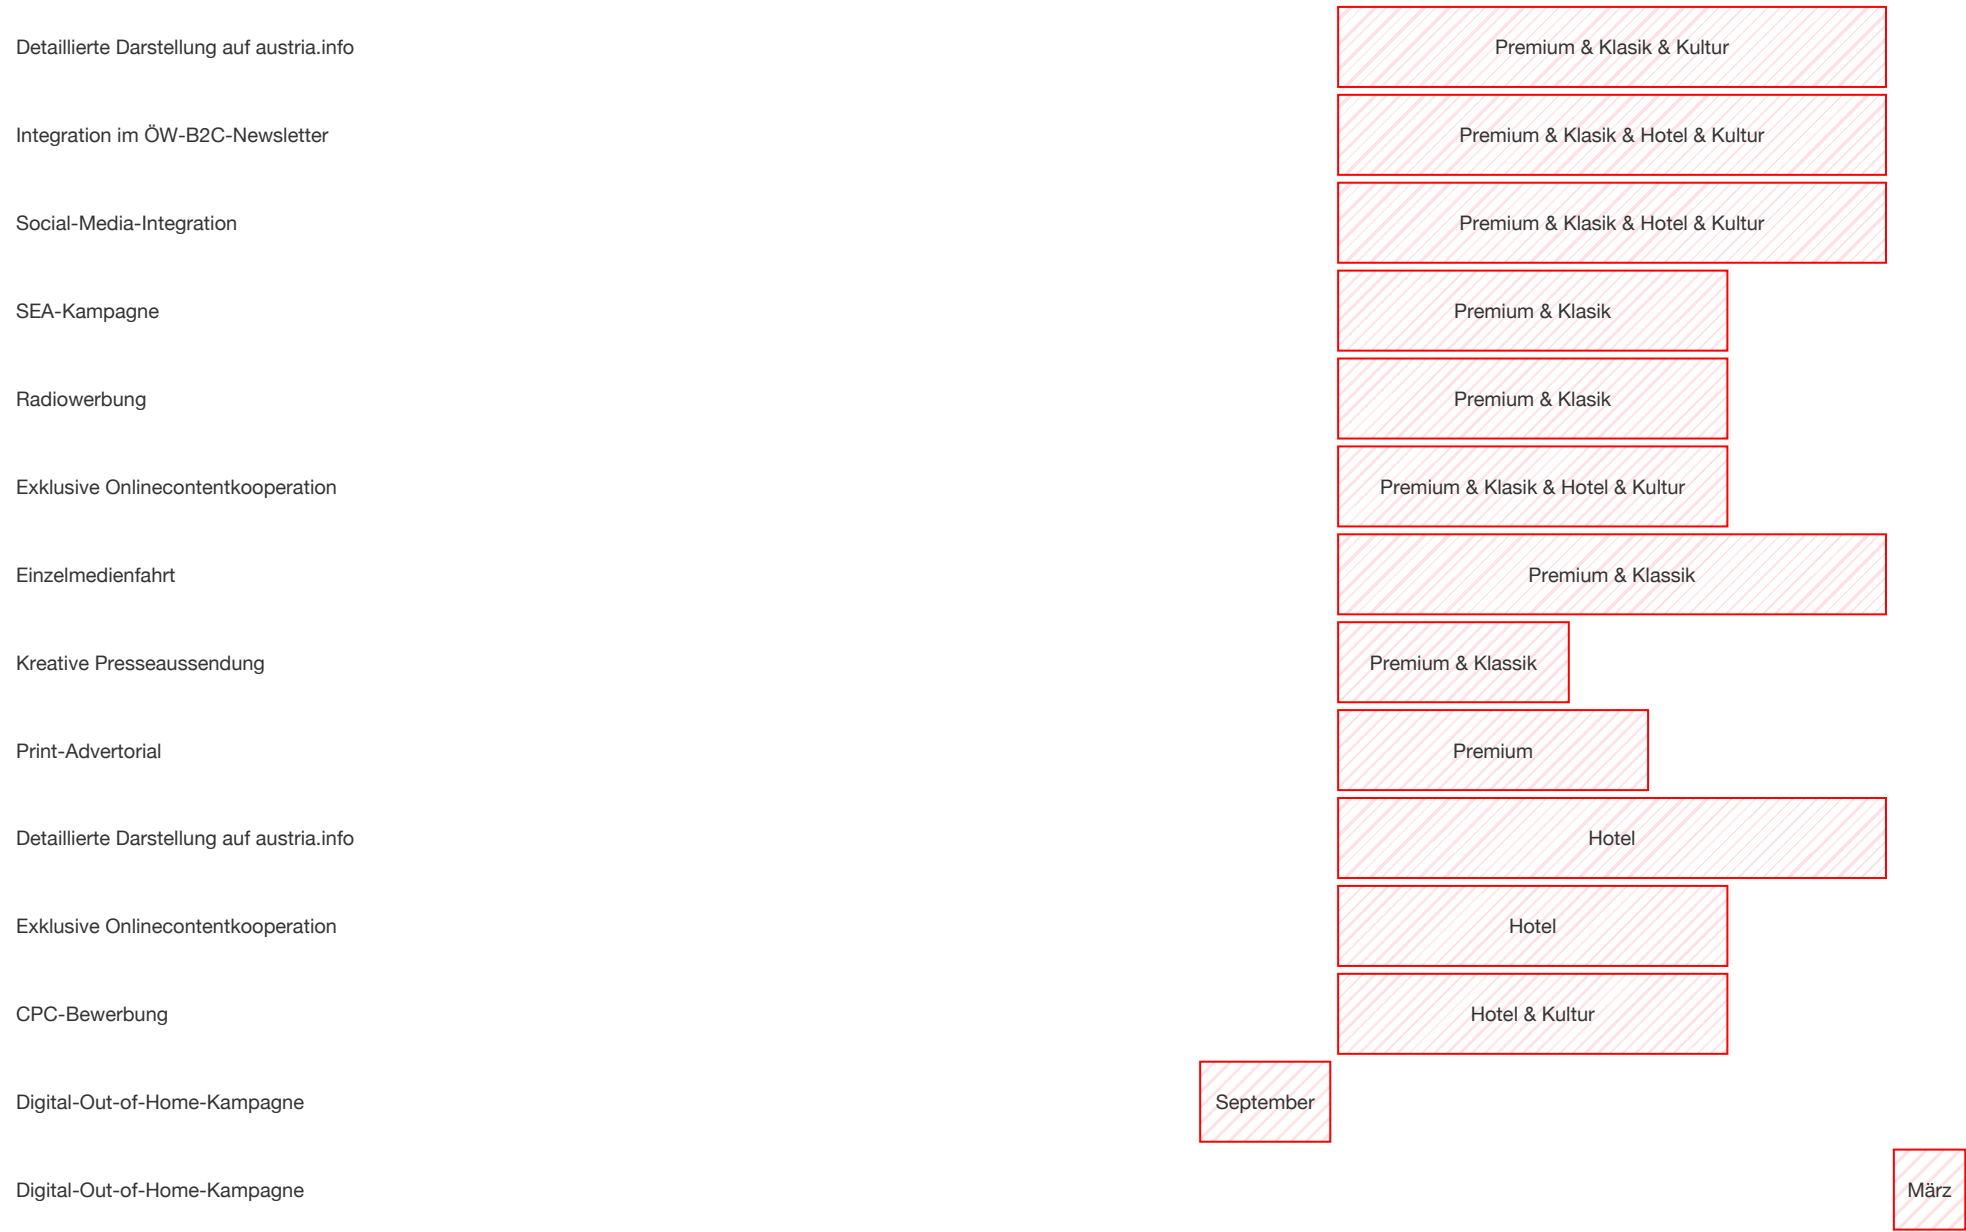 Detaillierte Darstellung auf austria.info
Premium & Klasik & Kultur
Integration im ÖW-B2C-Newsletter
Premium & Klasik & Hotel & Kultur
Social-Media-Integration
Premium & Klasik & Hotel & Kultur
SEA-Kampagne
Premium & Klasik
Radiowerbung
Premium & Klasik
Exklusive Onlinecontentkooperation
Premium & Klasik & Hotel & Kultur
Einzelmedienfahrt
Premium & Klassik
Kreative Presseaussendung
Premium & Klassik
Print-Advertorial
Premium
Detaillierte Darstellung auf austria.info
Hotel
Exklusive Onlinecontentkooperation
Hotel
CPC-Bewerbung
Hotel & Kultur
Digital-Out-of-Home-Kampagne
September
Digital-Out-of-Home-Kampagne
März